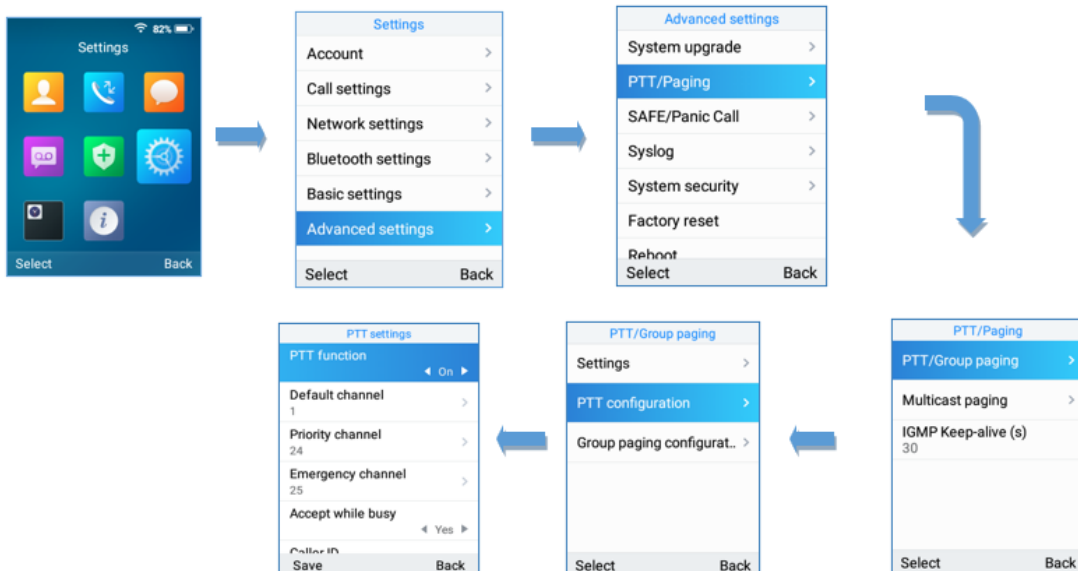 82%
Settings
Select Back
Settings
Account
Call settings
Network settings
Bluetooth settings
Basic settings
Advanced settings
Select Back
Advanced settings
System upgrade
PTT/Paging
SAFE/Panic Call
Syslog
System security
Factory reset
Reboot
Select Back
PTT/Paging
PTT/Group paging
Multicast paging
IGMP Keep-alive (s)
30
Select Back
PTT/Group paging
Settings
PTT configuration
Group paging configurat..
Select Back
PTT settings
PTT function
On
Default channel
1
Priority channel
24
Emergency channel
25
Accept while busy
Yes
Caller ID
Save Back